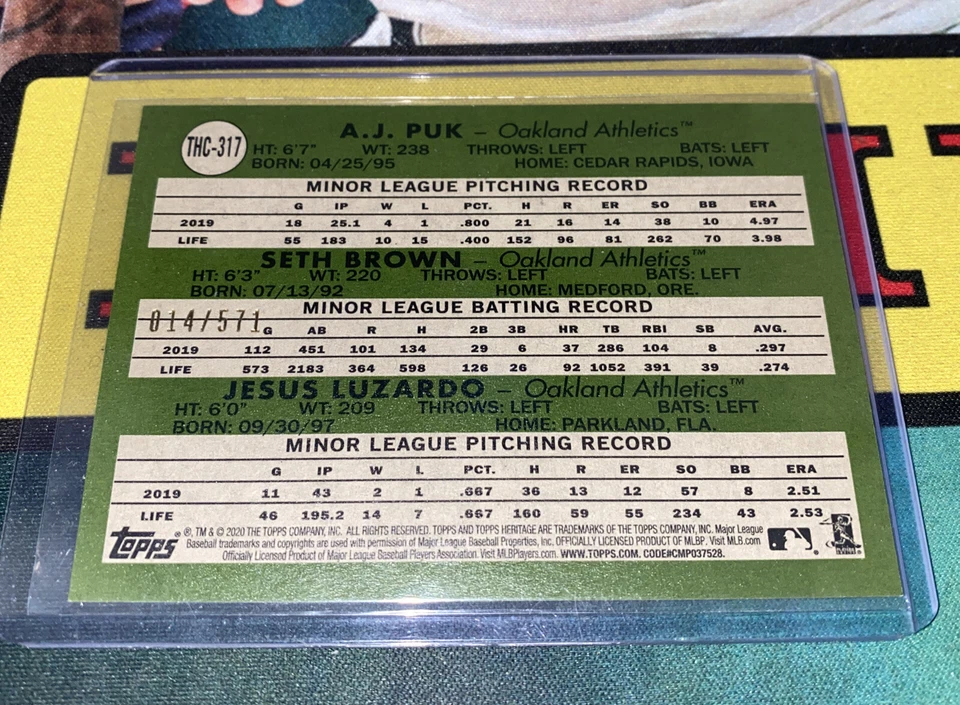 THC-317
A.J. PUK – Oakland Athletics™
HT: 6'7" WT: 238 THROWS: LEFT BATS: LEFT
BORN: 04/25/95 HOME: CEDAR RAPIDS, IOWA
MINOR LEAGUE PITCHING RECORD
G IP W L PCT. H R ER SO BB ERA
2019 18 25.1 4 1 .800 21 16 14 38 10 4.97
LIFE 55 183 10 15 .400 152 96 81 262 70 3.98
SETH BROWN – Oakland Athletics™
HT: 6'3" WT: 220 THROWS: LEFT BATS: LEFT
BORN: 07/13/92 HOME: MEDFORD, ORE.
MINOR LEAGUE BATTING RECORD
014/571
G AB R H 2B 3B HR TB RBI SB AVG.
2019 112 451 101 134 29 6 37 286 104 8 .297
LIFE 573 2183 364 598 126 26 92 1052 391 39 .274
JESUS LUZARDO – Oakland Athletics™
HT: 6'0" WT: 209 THROWS: LEFT BATS: LEFT
BORN: 09/30/97 HOME: PARKLAND, FLA.
MINOR LEAGUE PITCHING RECORD
G IP W L PCT. H R ER SO BB ERA
2019 11 43 2 1 .667 36 13 12 57 8 2.51
LIFE 46 195.2 14 7 .667 160 59 55 234 43 2.53
Topps
®, TM & © 2020 THE TOPPS COMPANY, INC. ALL RIGHTS RESERVED. TOPPS AND TOPPS HERITAGE ARE TRADEMARKS OF THE TOPPS COMPANY, INC. Major League
Baseball trademarks and copyrights are used with permission of Major League Baseball Properties, Inc. OFFICIALLY LICENSED PRODUCT OF MLBP. Visit MLB.com
Officially Licensed Product of Major League Baseball Players Association. Visit MLBPlayers.com. WWW.TOPPS.COM. CODE#CMP037528.